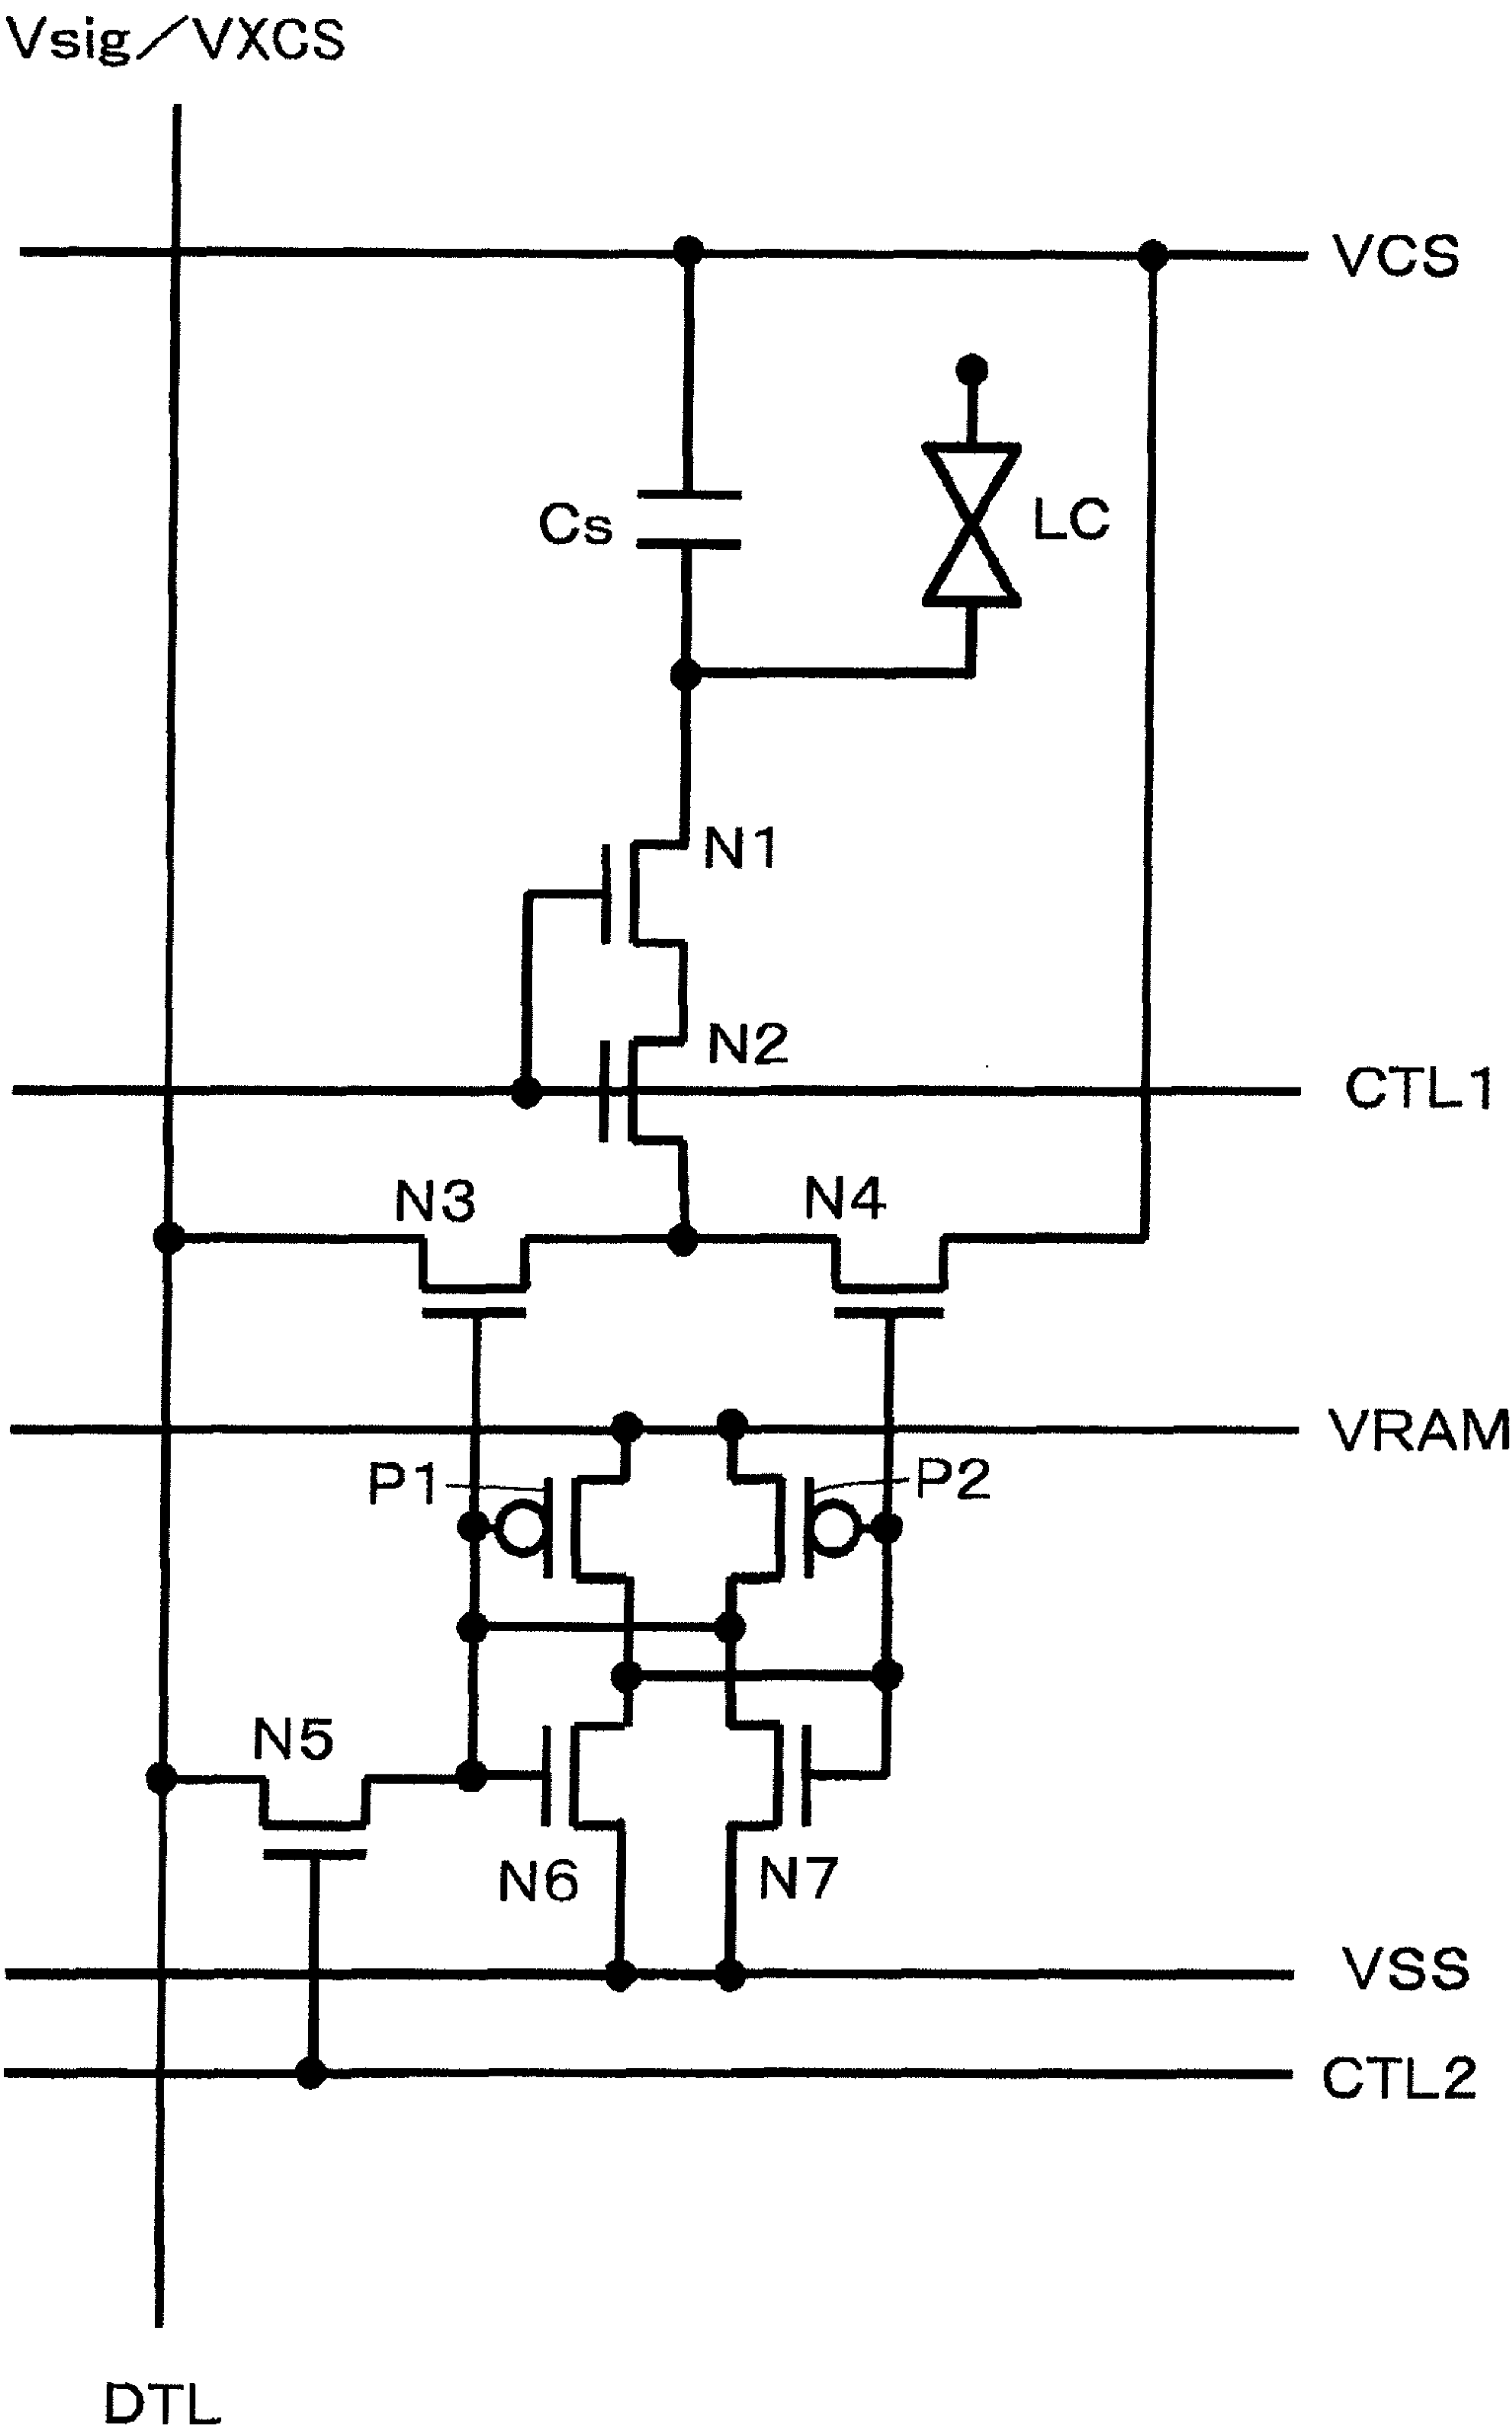 Vsig/VXCS
VCS
Cs
LC
N1
N2
CTL1
N3
N4
VRAM
P1
P2
N5
N6
N7
VSS
CTL2
DTL